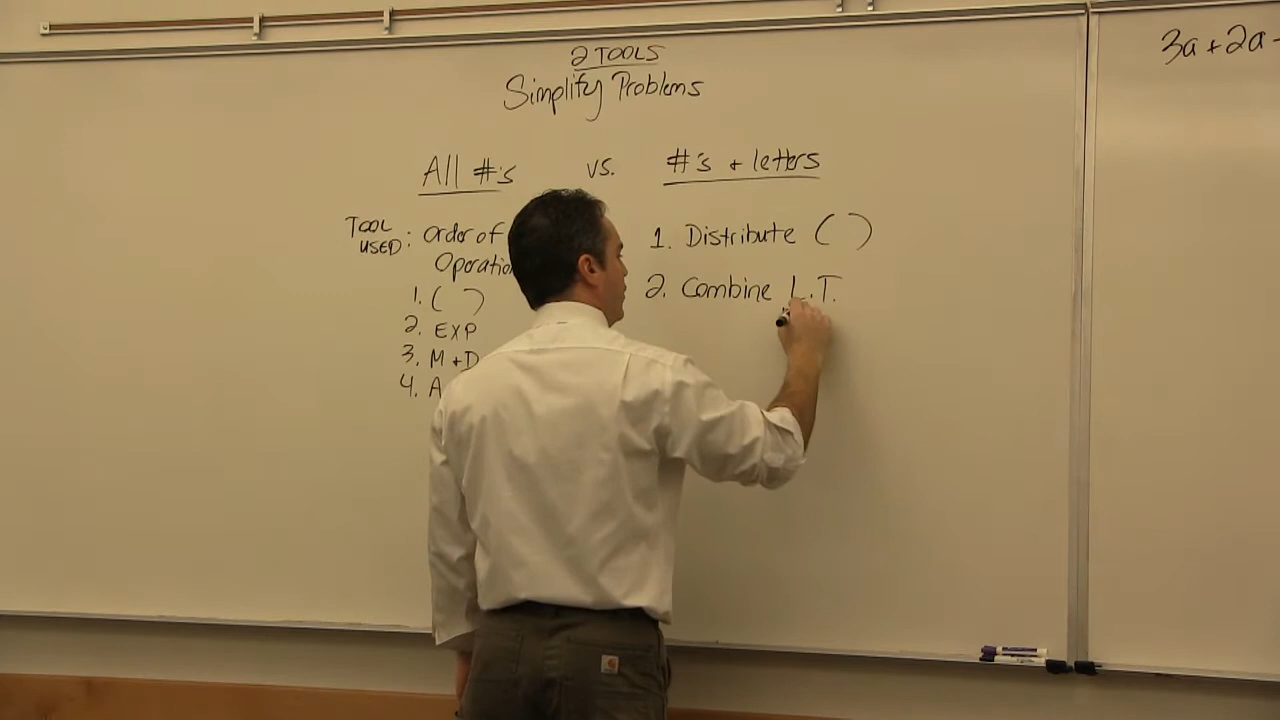 2 TOOLS
Simplify Problems
All #'s vs. #'s + letters
TOOL
USED: Order of
1. ( )
2. EXP
3. M+D
4. A
1. Distribute ( )
2. Combine L.T.
3a+2a-